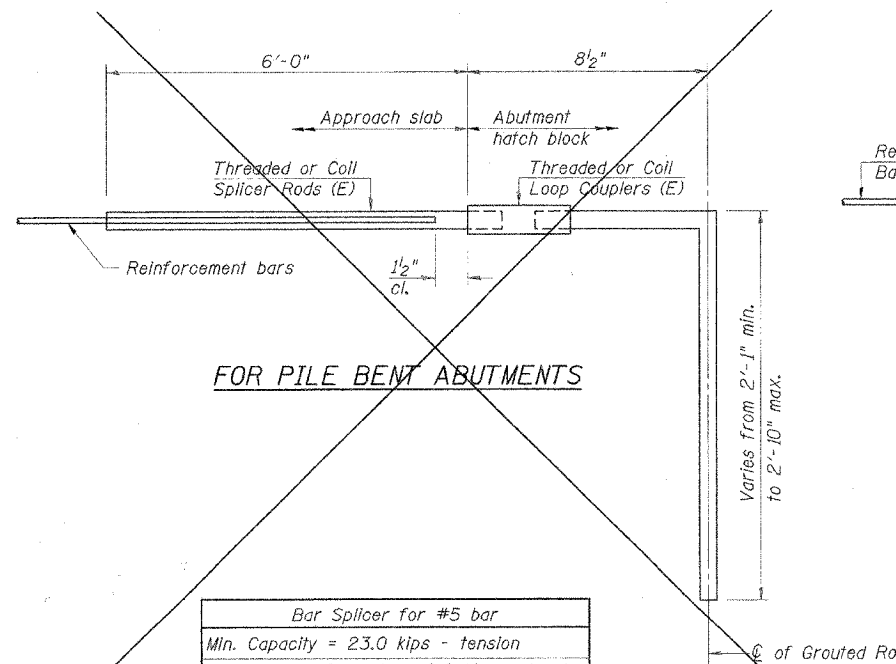 6'-0"
8½"
Approach slab
Abutment
hatch block
Threaded or Coil
Splicer Rods (E)
Threaded or Coil
Loop Couplers (E)
Reinforcement bars
1½"
cl.
Varies from 2'-1" min.
to 2'-10" max.
FOR PILE BENT ABUTMENTS
Bar Splicer for #5 bar
Min. Capacity = 23.0 kips - tension
℄ of Grouted